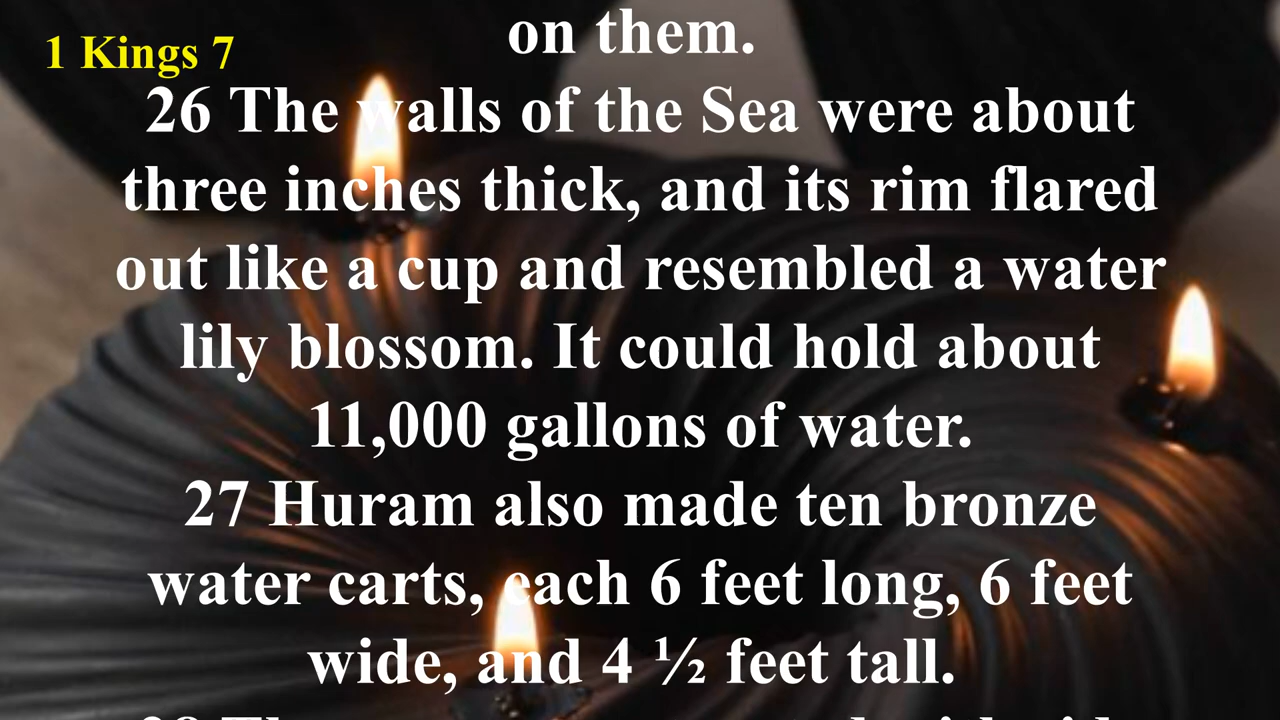 1 Kings 7
on them.
26 The walls of the Sea were about
three inches thick, and its rim flared
out like a cup and resembled a water
lily blossom. It could hold about
11,000 gallons of water.
27 Huram also made ten bronze
water carts, each 6 feet long, 6 feet
wide, and 4 ½ feet tall.